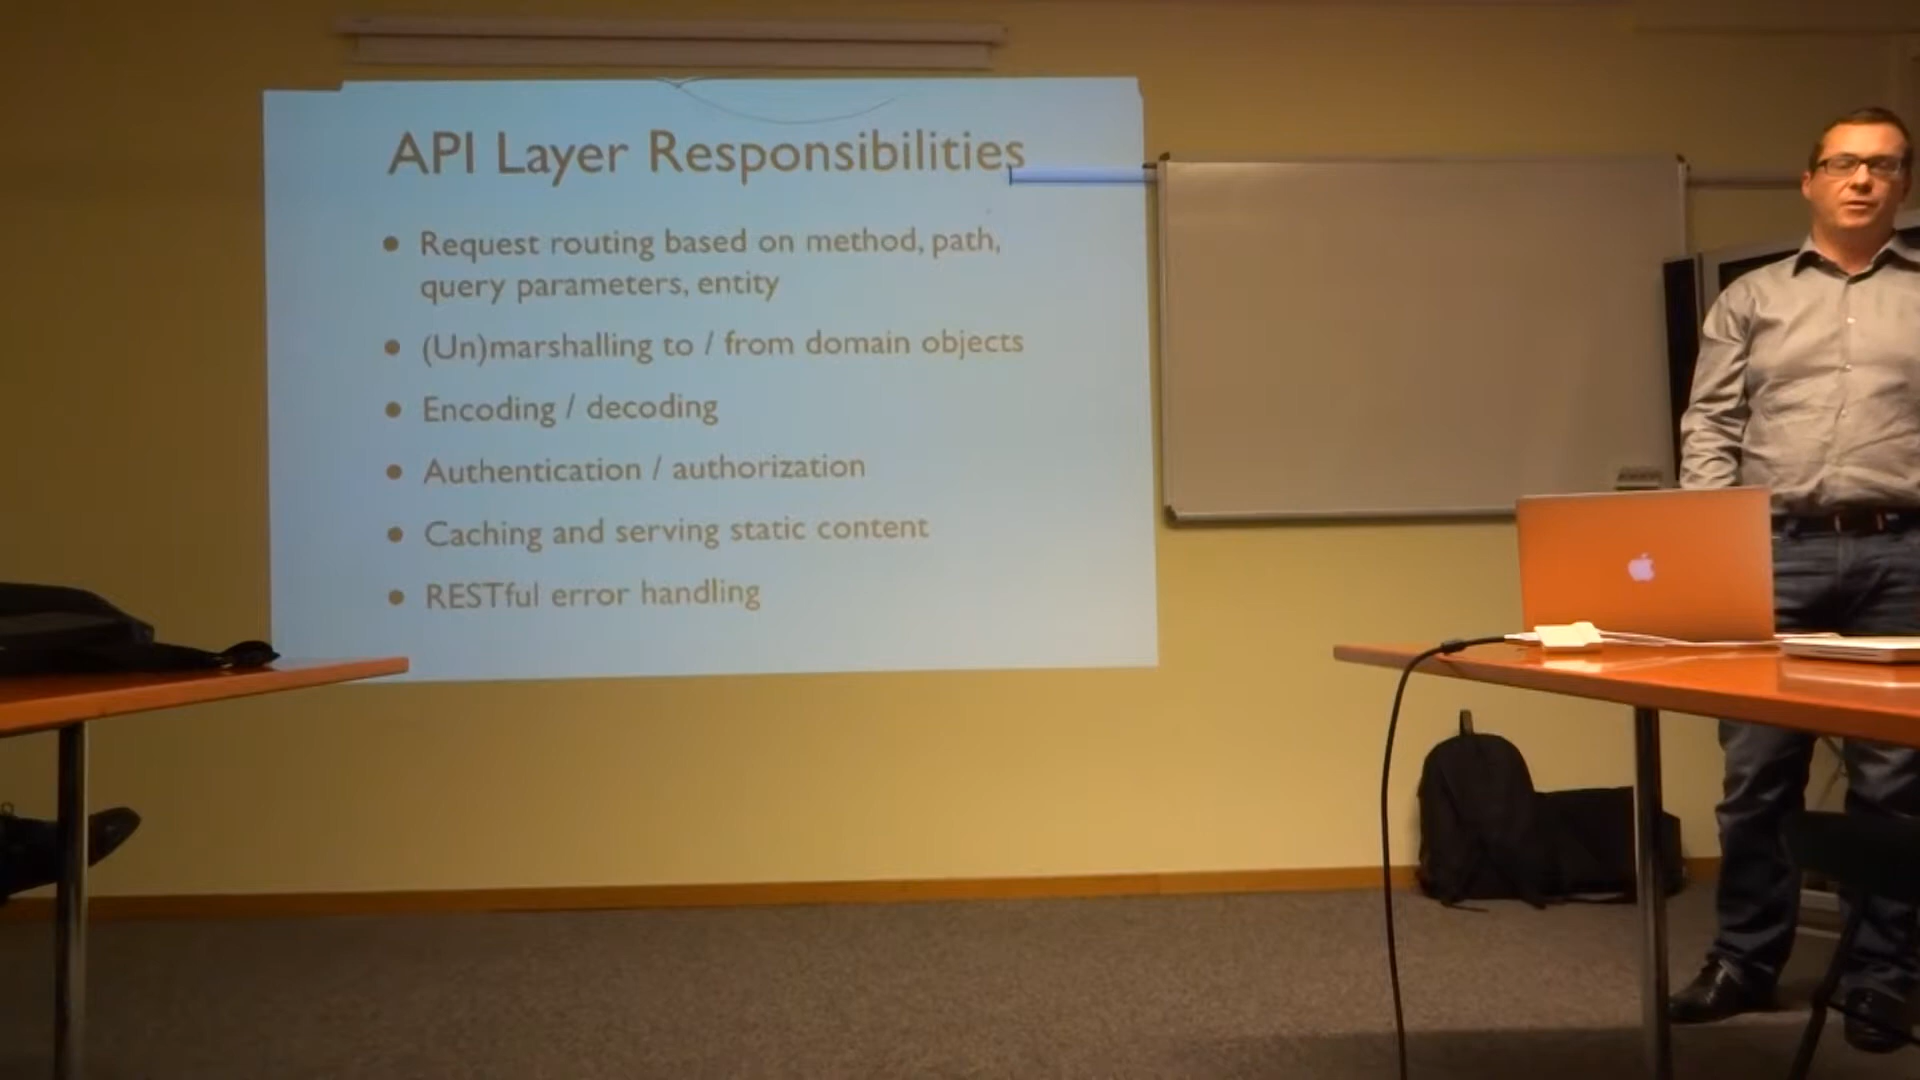 API Layer Responsibilities
• Request routing based on method, path,
query parameters, entity
• (Un)marshalling to / from domain objects
• Encoding / decoding
• Authentication / authorization
• Caching and serving static content
• RESTful error handling